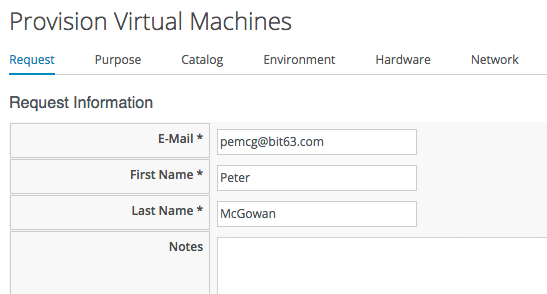 Provision Virtual Machines
Request Purpose Catalog Environment Hardware Network
Request Information
E-Mail * pemcg@bit63.com
First Name * Peter
Last Name * McGowan
Notes